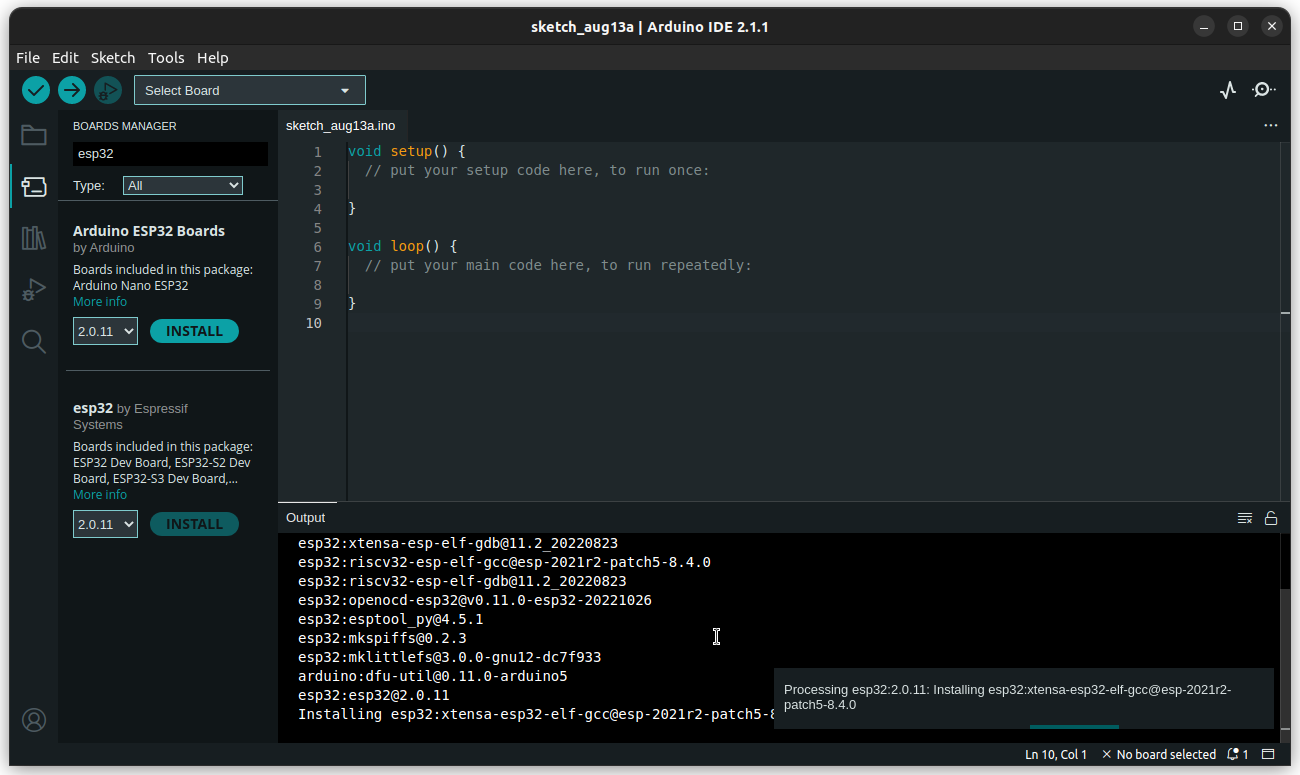 sketch_aug13a | Arduino IDE 2.1.1
File Edit Sketch Tools Help
Select Board
BOARDS MANAGER
esp32
Type: All
Arduino ESP32 Boards
by Arduino
Boards included in this package:
Arduino Nano ESP32
More info
2.0.11 INSTALL
esp32 by Espressif
Systems
Boards included in this package:
ESP32 Dev Board, ESP32-S2 Dev
Board, ESP32-S3 Dev Board,...
More info
2.0.11 INSTALL
sketch_aug13a.ino
1 void setup() {
2 // put your setup code here, to run once:
3
4 }
5
6 void loop() {
7 // put your main code here, to run repeatedly:
8
9 }
10
Output
esp32:xtensa-esp-elf-gdb@11.2_20220823
esp32:riscv32-esp-elf-gcc@esp-2021r2-patch5-8.4.0
esp32:riscv32-esp-elf-gdb@11.2_20220823
esp32:openocd-esp32@v0.11.0-esp32-20221026
esp32:esptool_py@4.5.1
esp32:mkspiffs@0.2.3
esp32:mklittlefs@3.0.0-gnu12-dc7f933
arduino:dfu-util@0.11.0-arduino5
esp32:esp32@2.0.11
Installing esp32:xtensa-esp32-elf-gcc@esp-2021r2-patch5-8
Processing esp32:2.0.11: Installing esp32:xtensa-esp32-elf-gcc@esp-2021r2-
patch5-8.4.0
Ln 10, Col 1 × No board selected 1